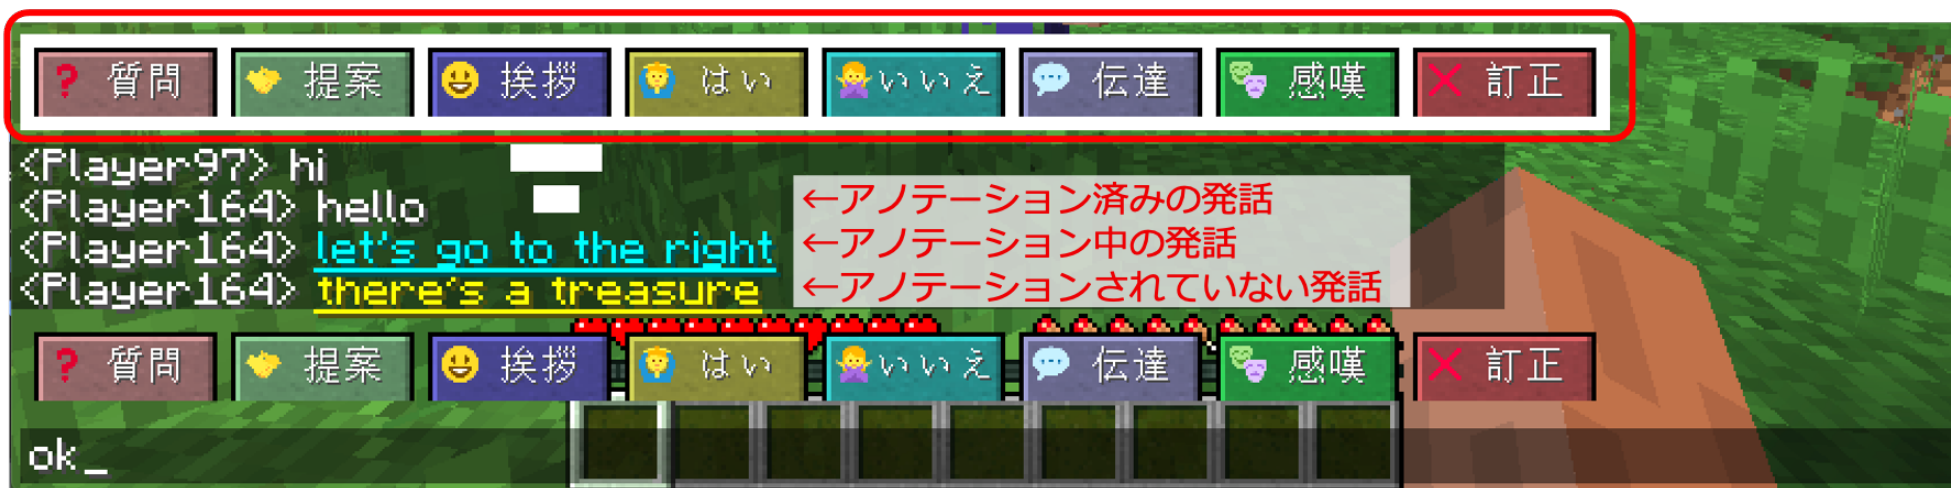 ? 質問 提案 挨拶 はい いいえ 伝達 感嘆 訂正
<Player97> hi
<Player164> hello ←アノテーション済みの発話
<Player164> let's go to the right ←アノテーション中の発話
<Player164> there's a treasure ←アノテーションされていない発話
? 質問 提案 挨拶 はい いいえ 伝達 感嘆 訂正
ok_